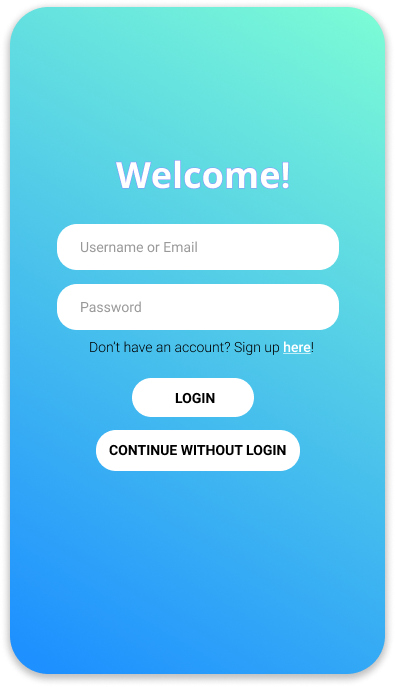 Welcome!
Username or Email
Password
Don't have an account? Sign up here!
LOGIN
CONTINUE WITHOUT LOGIN